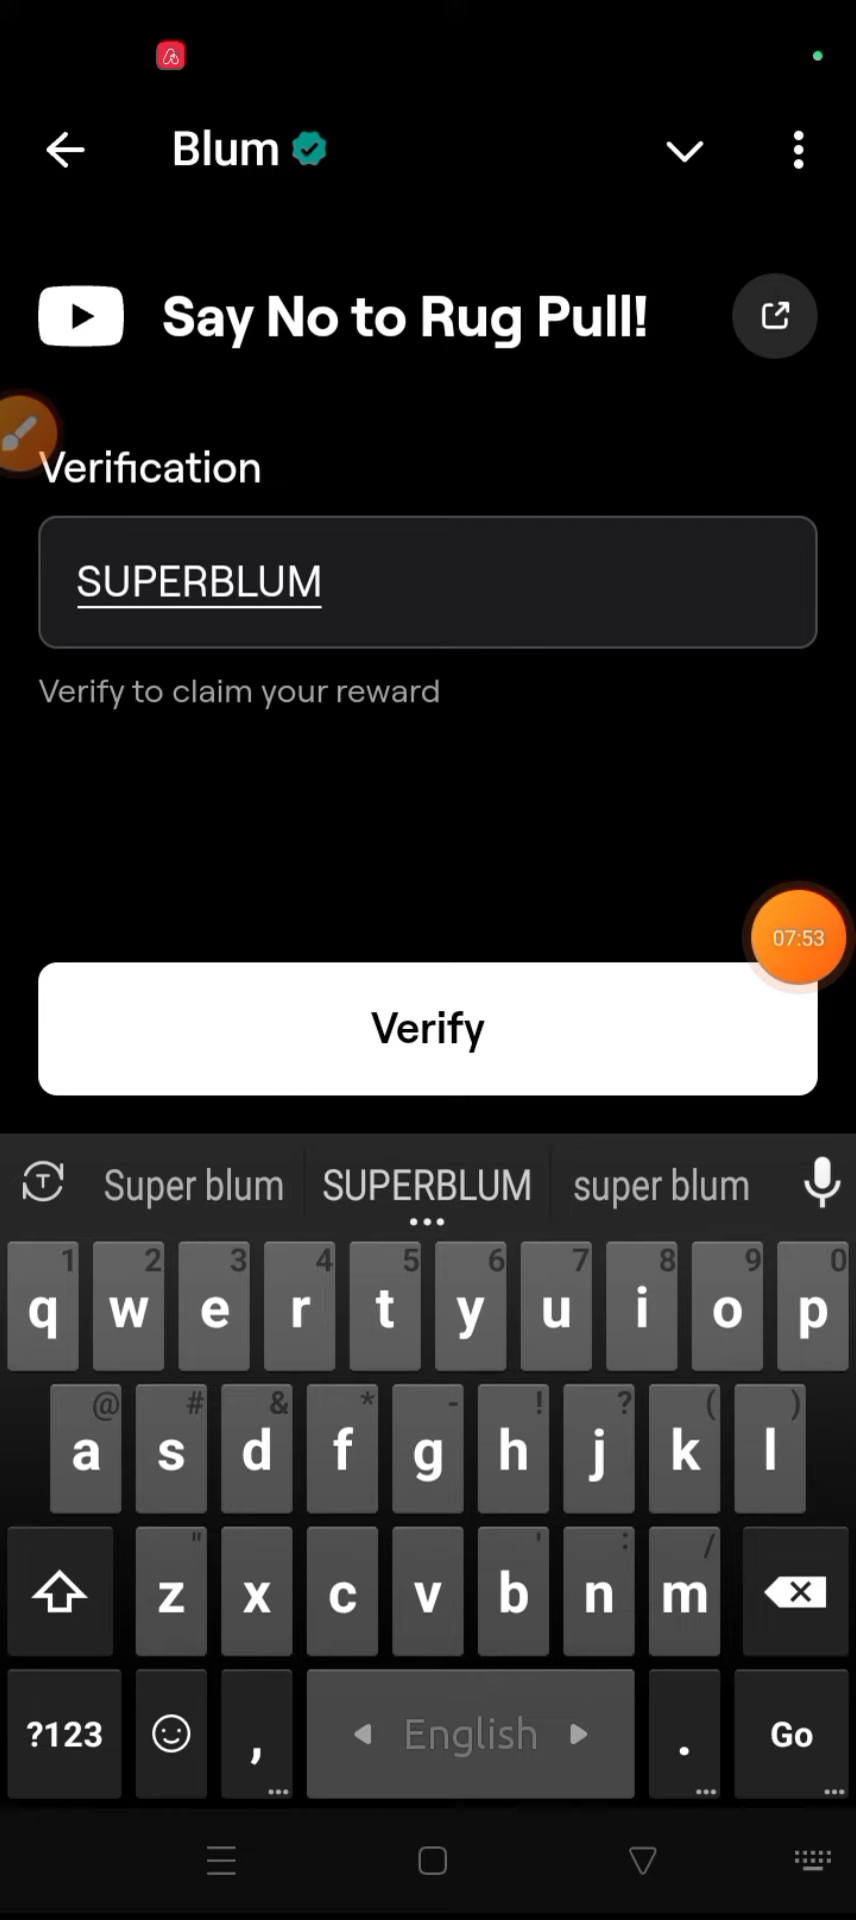 Blum
Say No to Rug Pull!
Verification
SUPERBLUM
Verify to claim your reward
07:53
Verify
T Super blum SUPERBLUM super blum
1 2 3 4 5 6 7 8 9 0
q w e r t y u i o p
@ # & * - ! ? ( )
a s d f g h j k l
" ' : /
z x c v b n m
?123 , English . Go